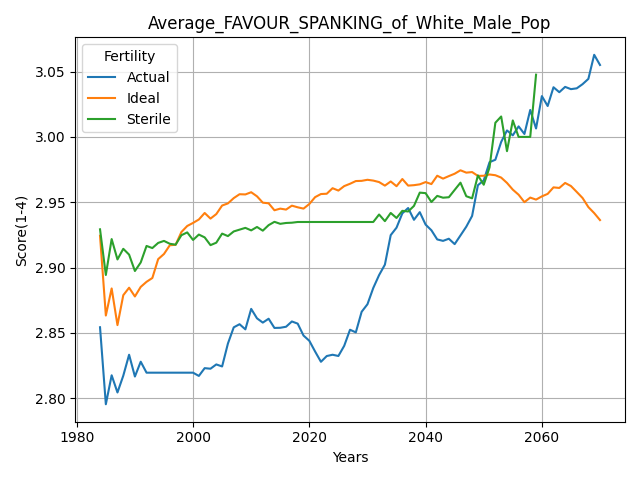 Average_FAVOUR_SPANKING_of_White_Male_Pop
Fertility
Actual
Ideal
Sterile
Score(1-4)
3.05
3.00
2.95
2.90
2.85
2.80
1980 2000 2020 2040 2060
Years